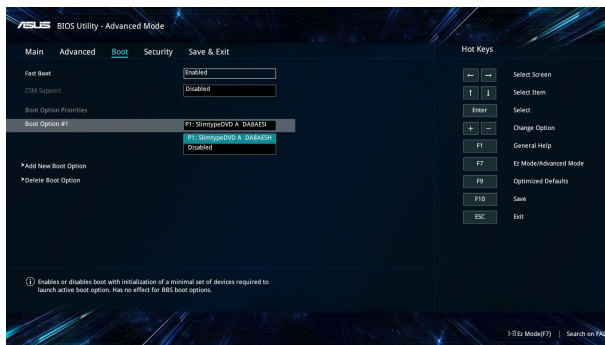 ASUS BIOS Utility - Advanced Mode
Main Advanced Boot Security Save & Exit
Hot Keys
Fast Boot Enabled
CSM Support Disabled
Boot Option Priorities
Boot Option #1 P1: SlimtypeDVD A DA8AESI
P1: SlimtypeDVD A DA8AESH
Disabled
Add New Boot Option
Delete Boot Option
← → Select Screen
↑ ↓ Select Item
Enter Select
+ − Change Option
F1 General Help
F7 Ez Mode/Advanced Mode
F9 Optimized Defaults
F10 Save
ESC Exit
Enables or disables boot with initialization of a minimal set of devices required to
launch active boot option. Has no effect for BBS boot options.
Ez Mode(F7) | Search on FAQ